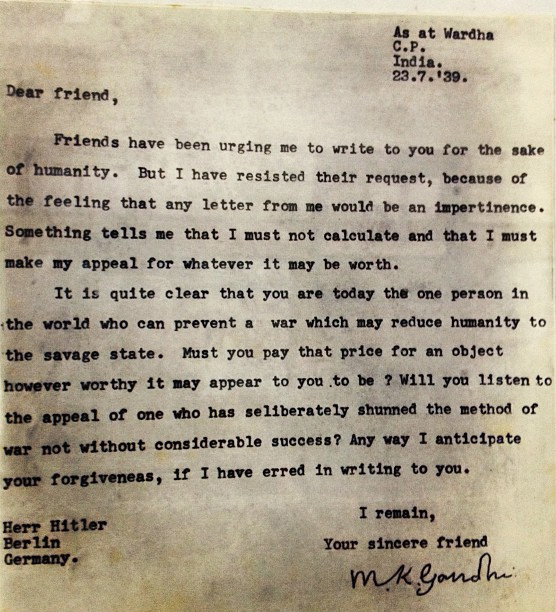 As at Wardha
C.P.
India.
23.7.'39.
Dear friend,
Friends have been urging me to write to you for the sake
of humanity. But I have resisted their request, because of
the feeling that any letter from me would be an impertinence.
Something tells me that I must not calculate and that I must
make my appeal for whatever it may be worth.
It is quite clear that you are today the one person in
the world who can prevent a war which may reduce humanity to
the savage state. Must you pay that price for an object
however worthy it may appear to you to be ? Will you listen to
the appeal of one who has seliberately shunned the method of
war not without considerable success? Any way I anticipate
your forgiveneas, if I have erred in writing to you.
I remain,
Your sincere friend
M.K.Gandhi
Herr Hitler
Berlin
Germany.